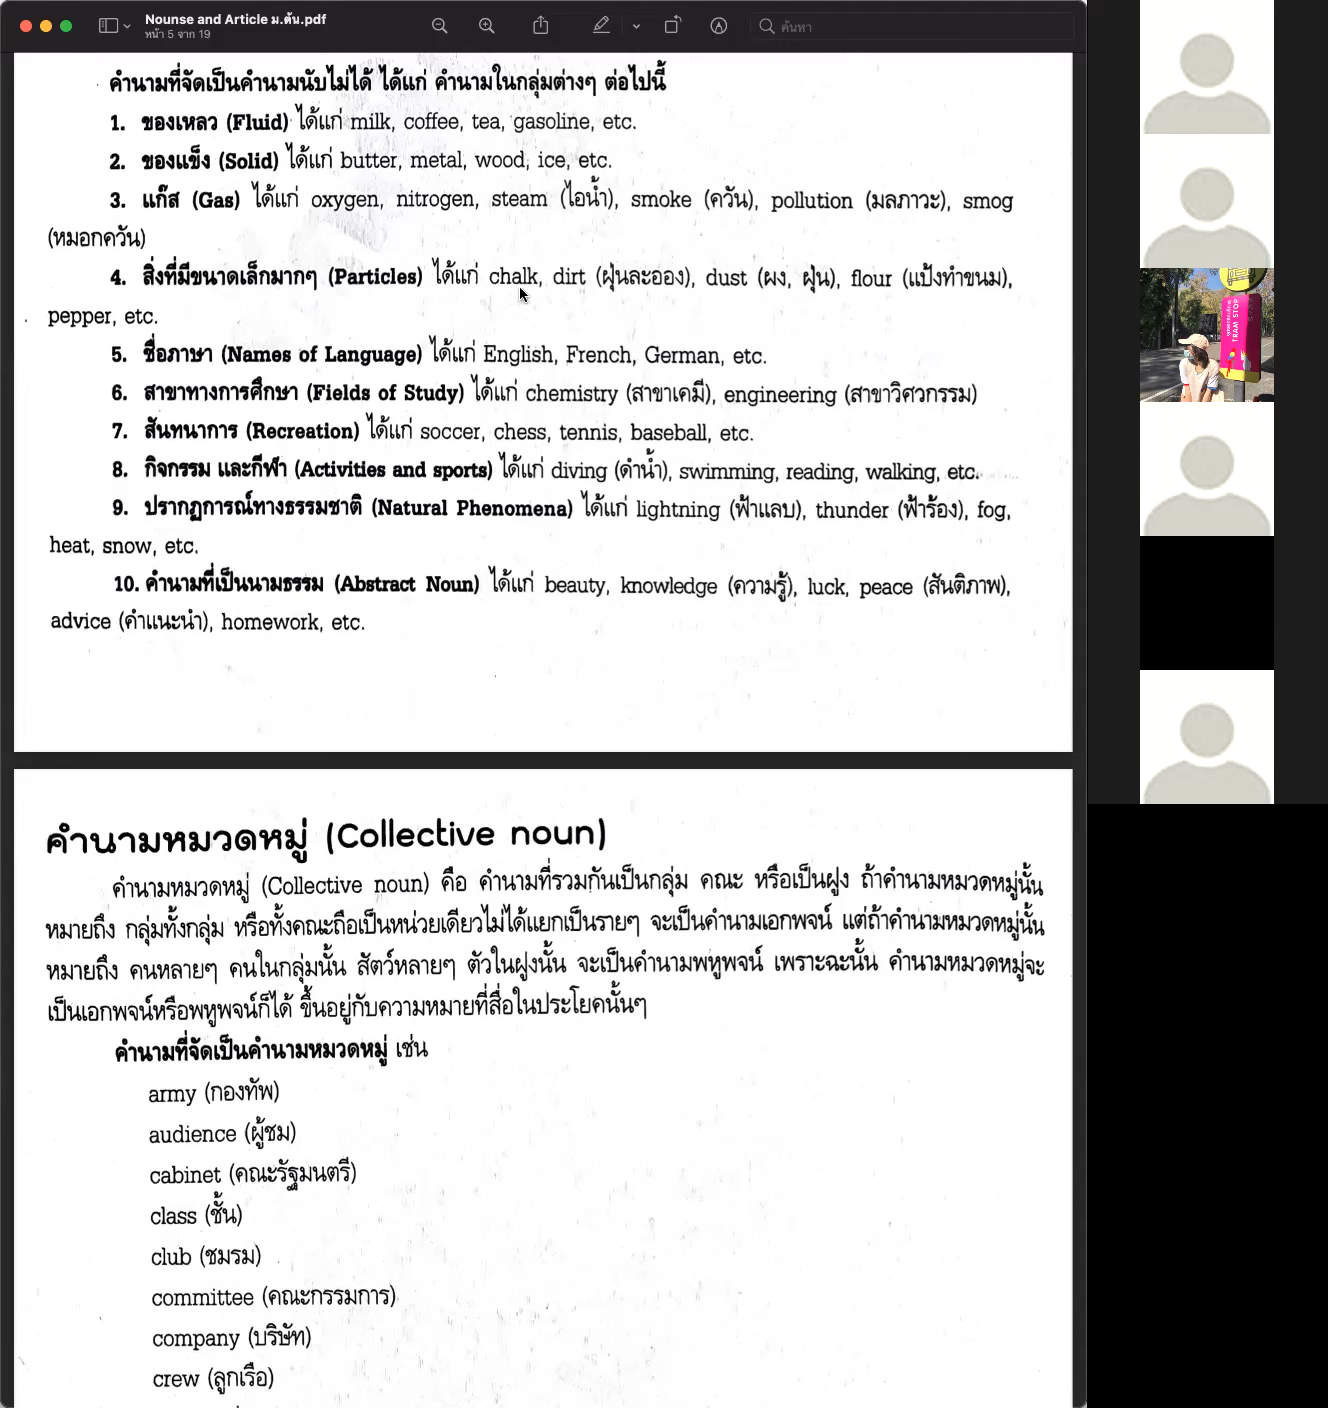 Nounse and Article ม.ต้น.pdf
หน้า 5 จาก 19
ค้นหา
คำนามที่จัดเป็นคำนามนับไม่ได้ ได้แก่ คำนามในกลุ่มต่างๆ ต่อไปนี้
1. ของเหลว (Fluid) ได้แก่ milk, coffee, tea, gasoline, etc.
2. ของแข็ง (Solid) ได้แก่ butter, metal, wood, ice, etc.
3. แก๊ส (Gas) ได้แก่ oxygen, nitrogen, steam (ไอน้ำ), smoke (ควัน), pollution (มลภาวะ), smog
(หมอกควัน)
4. สิ่งที่มีขนาดเล็กมากๆ (Particles) ได้แก่ chalk, dirt (ฝุ่นละออง), dust (ผง, ฝุ่น), flour (แป้งทำขนม),
pepper, etc.
5. ชื่อภาษา (Names of Language) ได้แก่ English, French, German, etc.
6. สาขาทางการศึกษา (Fields of Study) ได้แก่ chemistry (สาขาเคมี), engineering (สาขาวิศวกรรม)
7. สันทนาการ (Recreation) ได้แก่ soccer, chess, tennis, baseball, etc.
8. กิจกรรม และกีฬา (Activities and sports) ได้แก่ diving (ดำน้ำ), swimming, reading, walking, etc.
9. ปรากฏการณ์ทางธรรมชาติ (Natural Phenomena) ได้แก่ lightning (ฟ้าแลบ), thunder (ฟ้าร้อง), fog,
heat, snow, etc.
10. คำนามที่เป็นนามธรรม (Abstract Noun) ได้แก่ beauty, knowledge (ความรู้), luck, peace (สันติภาพ),
advice (คำแนะนำ), homework, etc.
คำนามหมวดหมู่ (Collective noun)
คำนามหมวดหมู่ (Collective noun) คือ คำนามที่รวมกันเป็นกลุ่ม คณะ หรือเป็นฝูง ถ้าคำนามหมวดหมู่นั้น
หมายถึง กลุ่มทั้งกลุ่ม หรือทั้งคณะถือเป็นหน่วยเดียวไม่ได้แยกเป็นรายๆ จะเป็นคำนามเอกพจน์ แต่ถ้าคำนามหมวดหมู่นั้น
หมายถึง คนหลายๆ คนในกลุ่มนั้น สัตว์หลายๆ ตัวในฝูงนั้น จะเป็นคำนามพหูพจน์ เพราะฉะนั้น คำนามหมวดหมู่จะ
เป็นเอกพจน์หรือพหูพจน์ก็ได้ ขึ้นอยู่กับความหมายที่สื่อในประโยคนั้นๆ
คำนามที่จัดเป็นคำนามหมวดหมู่ เช่น
army (กองทัพ)
audience (ผู้ชม)
cabinet (คณะรัฐมนตรี)
class (ชั้น)
club (ชมรม)
committee (คณะกรรมการ)
company (บริษัท)
crew (ลูกเรือ)
TRAM STOP